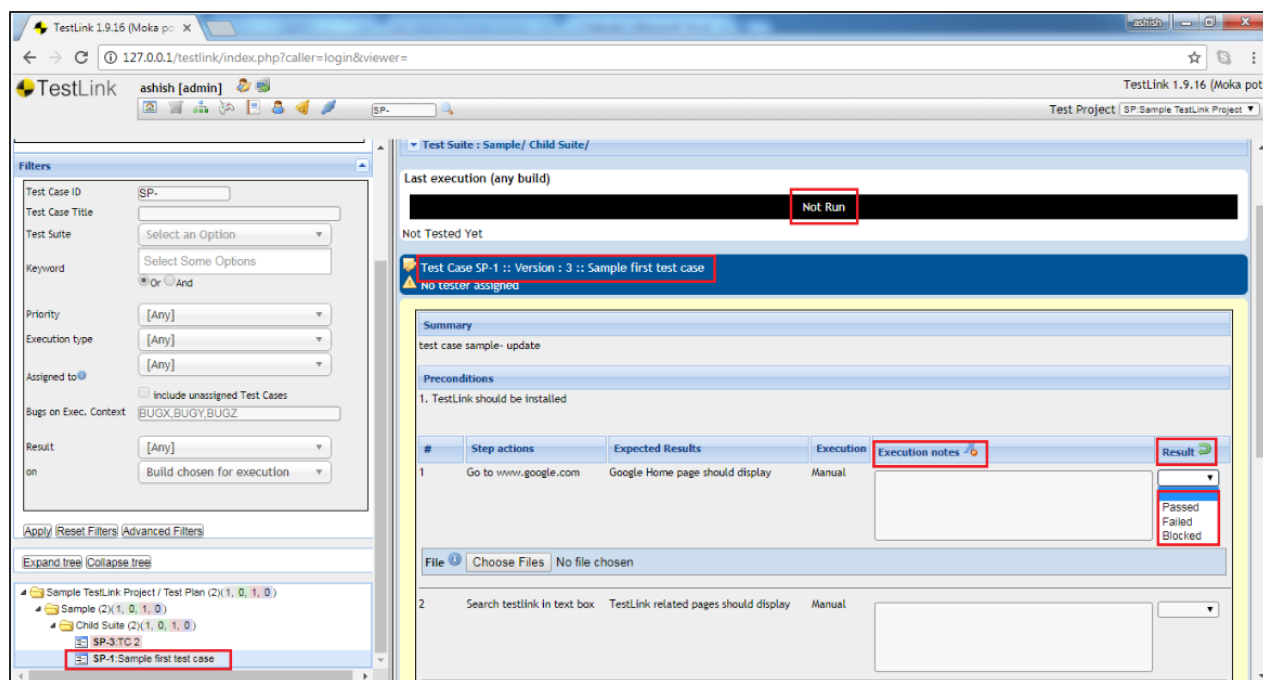 TestLink 1.9.16 (Moka po
ashish
127.0.0.1/testlink/index.php?caller=login&viewer=
TestLink ashish [admin] TestLink 1.9.16 (Moka pot
SP- Test Project SP:Sample TestLink Project
Filters
Test Case ID SP-
Test Case Title
Test Suite Select an Option
Keyword Select Some Options
Or And
Priority [Any]
Execution type [Any]
Assigned to [Any]
include unassigned Test Cases
Bugs on Exec. Context BUGX,BUGY,BUGZ
Result [Any]
on Build chosen for execution
Apply Reset Filters Advanced Filters
Expand tree Collapse tree
Sample TestLink Project / Test Plan (2)(1, 0, 1, 0)
Sample (2)(1, 0, 1, 0)
Child Suite (2)(1, 0, 1, 0)
SP-3:TC 2
SP-1:Sample first test case
Test Suite : Sample/ Child Suite/
Last execution (any build)
Not Run
Not Tested Yet
Test Case SP-1 :: Version : 3 :: Sample first test case
No tester assigned
Summary
test case sample- update
Preconditions
1. TestLink should be installed
# Step actions Expected Results Execution Execution notes Result
1 Go to www.google.com Google Home page should display Manual
Passed
Failed
Blocked
File Choose Files No file chosen
2 Search testlink in text box TestLink related pages should display Manual